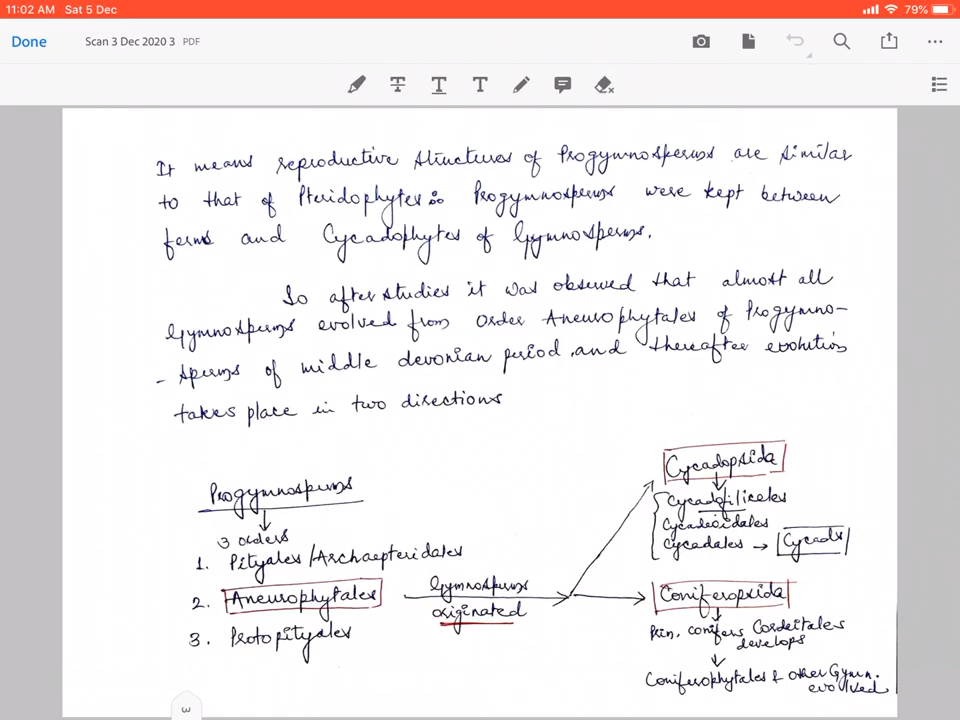 11:02 AM Sat 5 Dec 79%
Done Scan 3 Dec 2020 3 PDF
It means reproductive structures of Progymnosperms are similar
to that of Pteridophytes ∴ Progymnosperms were kept between
ferns and Cycadophytes of Gymnosperms.
So after studies it was observed that almost all
Gymnosperms evolved from order Aneurophytales of Progymno-
- sperms of middle devonian period, and thereafter evolution
takes place in two directions
Progymnosperms
3 orders
1. Pityales/Archaepteridales
2. Aneurophytales
3. Protopityales
Gymnosperms
originated
Cycadopsida
Cycadofilicales
Cycadeoidales
Cycadales → Cycads
Coniferopsida
Prim. conifers Cordeitales
develops
Coniferophytales & other Gymn.
evolved
3